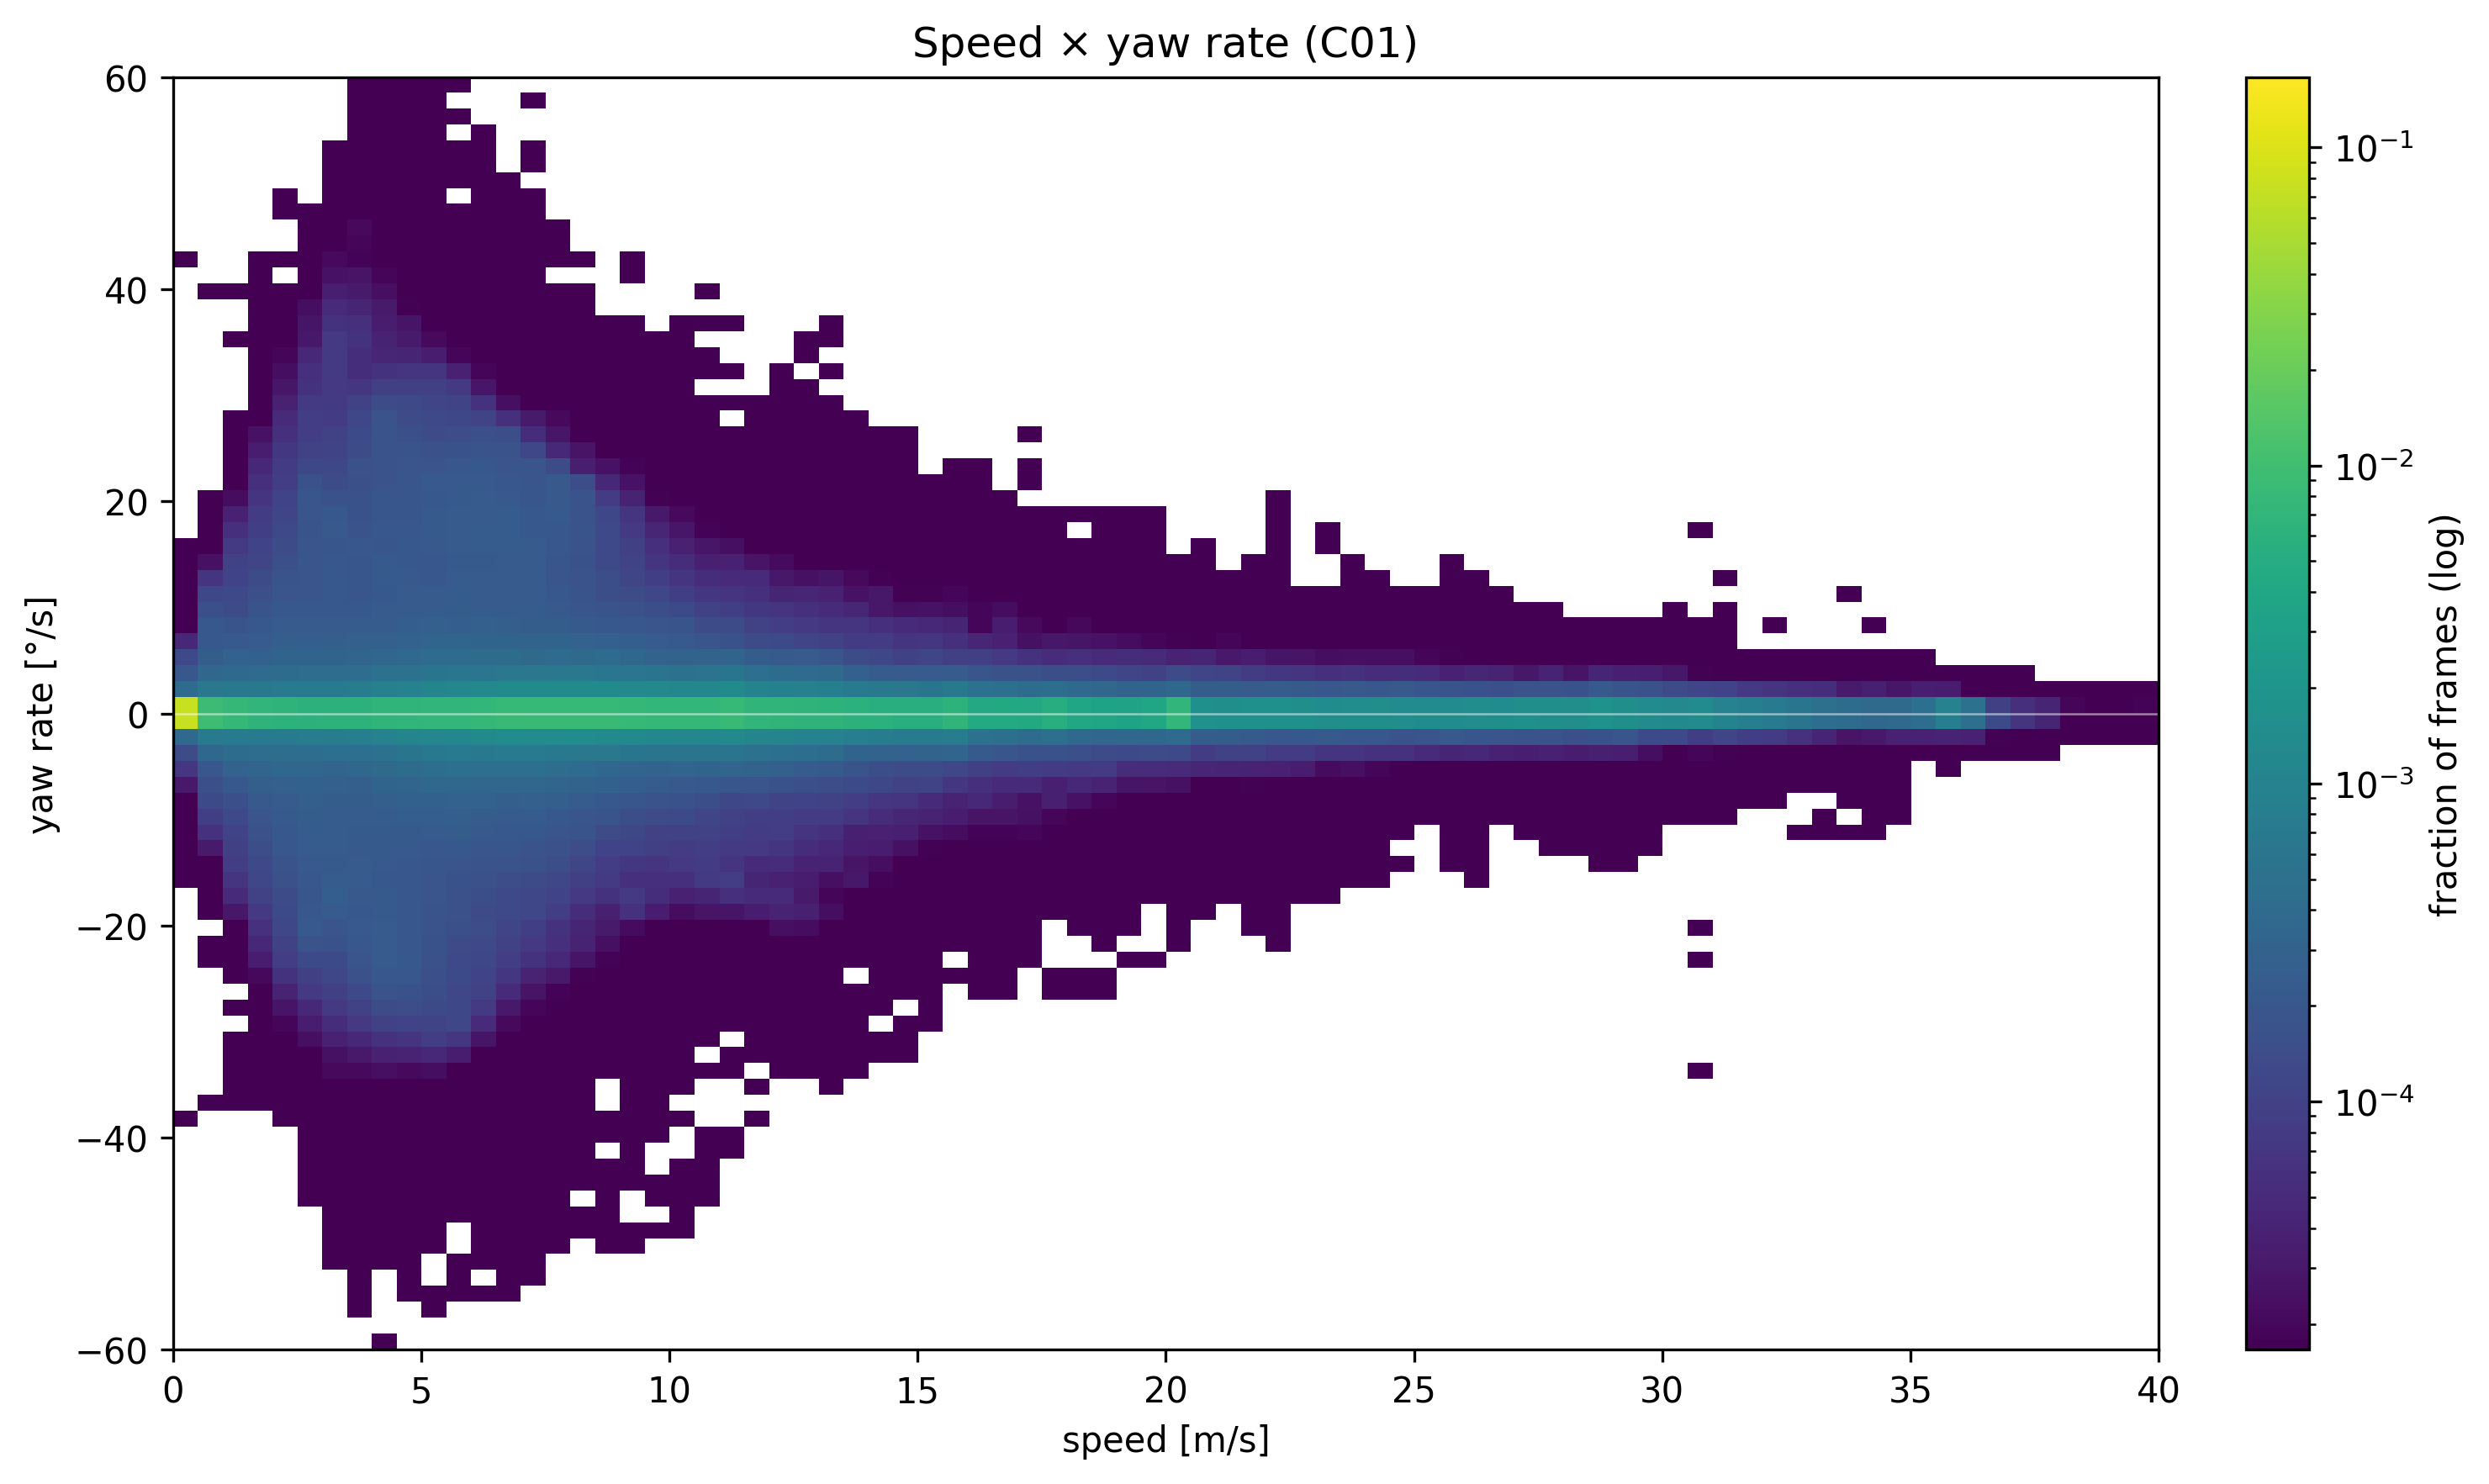 Speed × yaw rate (C01)
yaw rate [°/s]
60
40
20
0
−20
−40
−60
0 5 10 15 20 25 30 35 40
speed [m/s]
10⁻¹
10⁻²
10⁻³
10⁻⁴
fraction of frames (log)